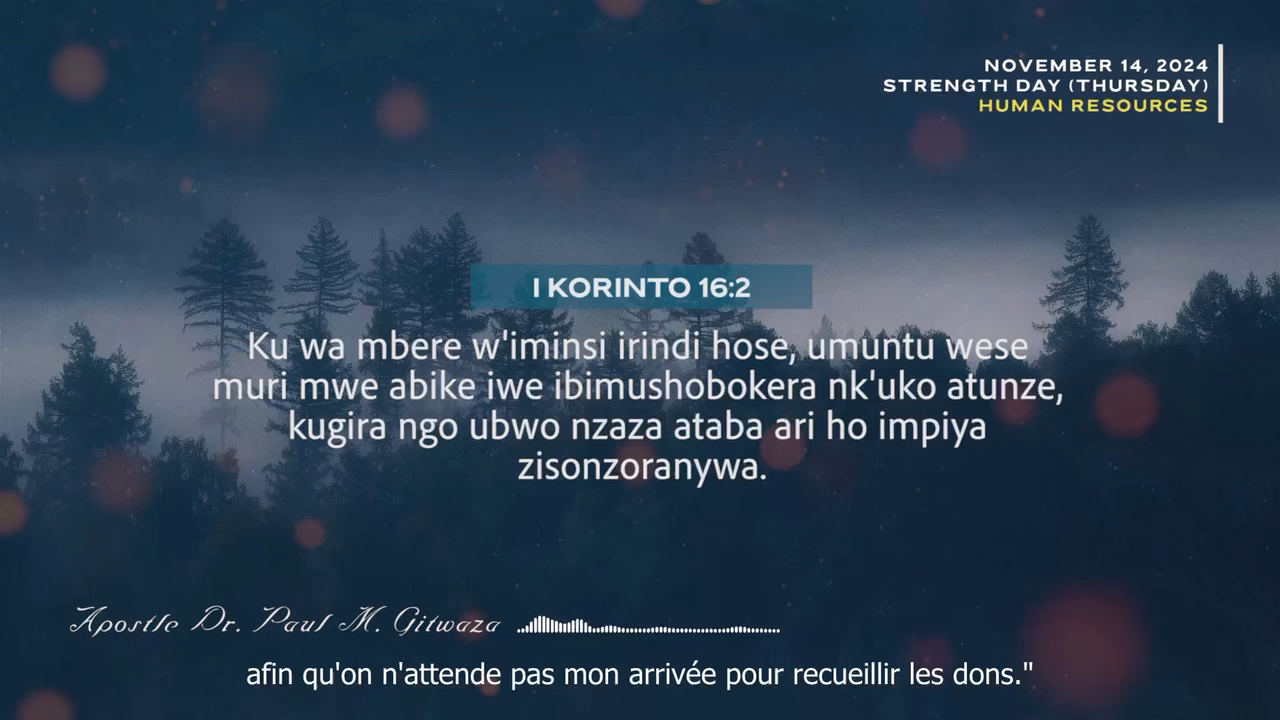 NOVEMBER 14, 2024
STRENGTH DAY (THURSDAY)
HUMAN RESOURCES
I KORINTO 16:2
Ku wa mbere w'iminsi irindi hose, umuntu wese
muri mwe abike iwe ibimushobokera nk'uko atunze,
kugira ngo ubwo nzaza ataba ari ho impiya
zisonzoranywa.
Apostle Dr. Paul M. Gitwaza
afin qu'on n'attende pas mon arrivée pour recueillir les dons."